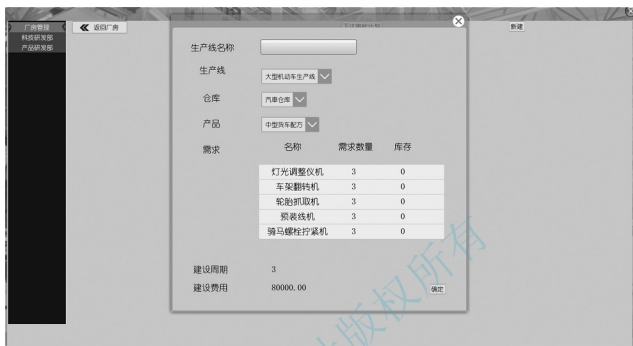 厂房管理
返回厂房
新建
科技研发部
产品研发部
生产线名称
生产线 大型机动车生产线
仓库 汽車仓库
产品 中型货车配方
需求 名称 需求数量 库存
灯光调整仪机 3 0
车架翻转机 3 0
轮胎抓取机 3 0
预装线机 3 0
骑马螺栓拧紧机 3 0
建设周期 3
建设费用 80000.00
确定
版权所有